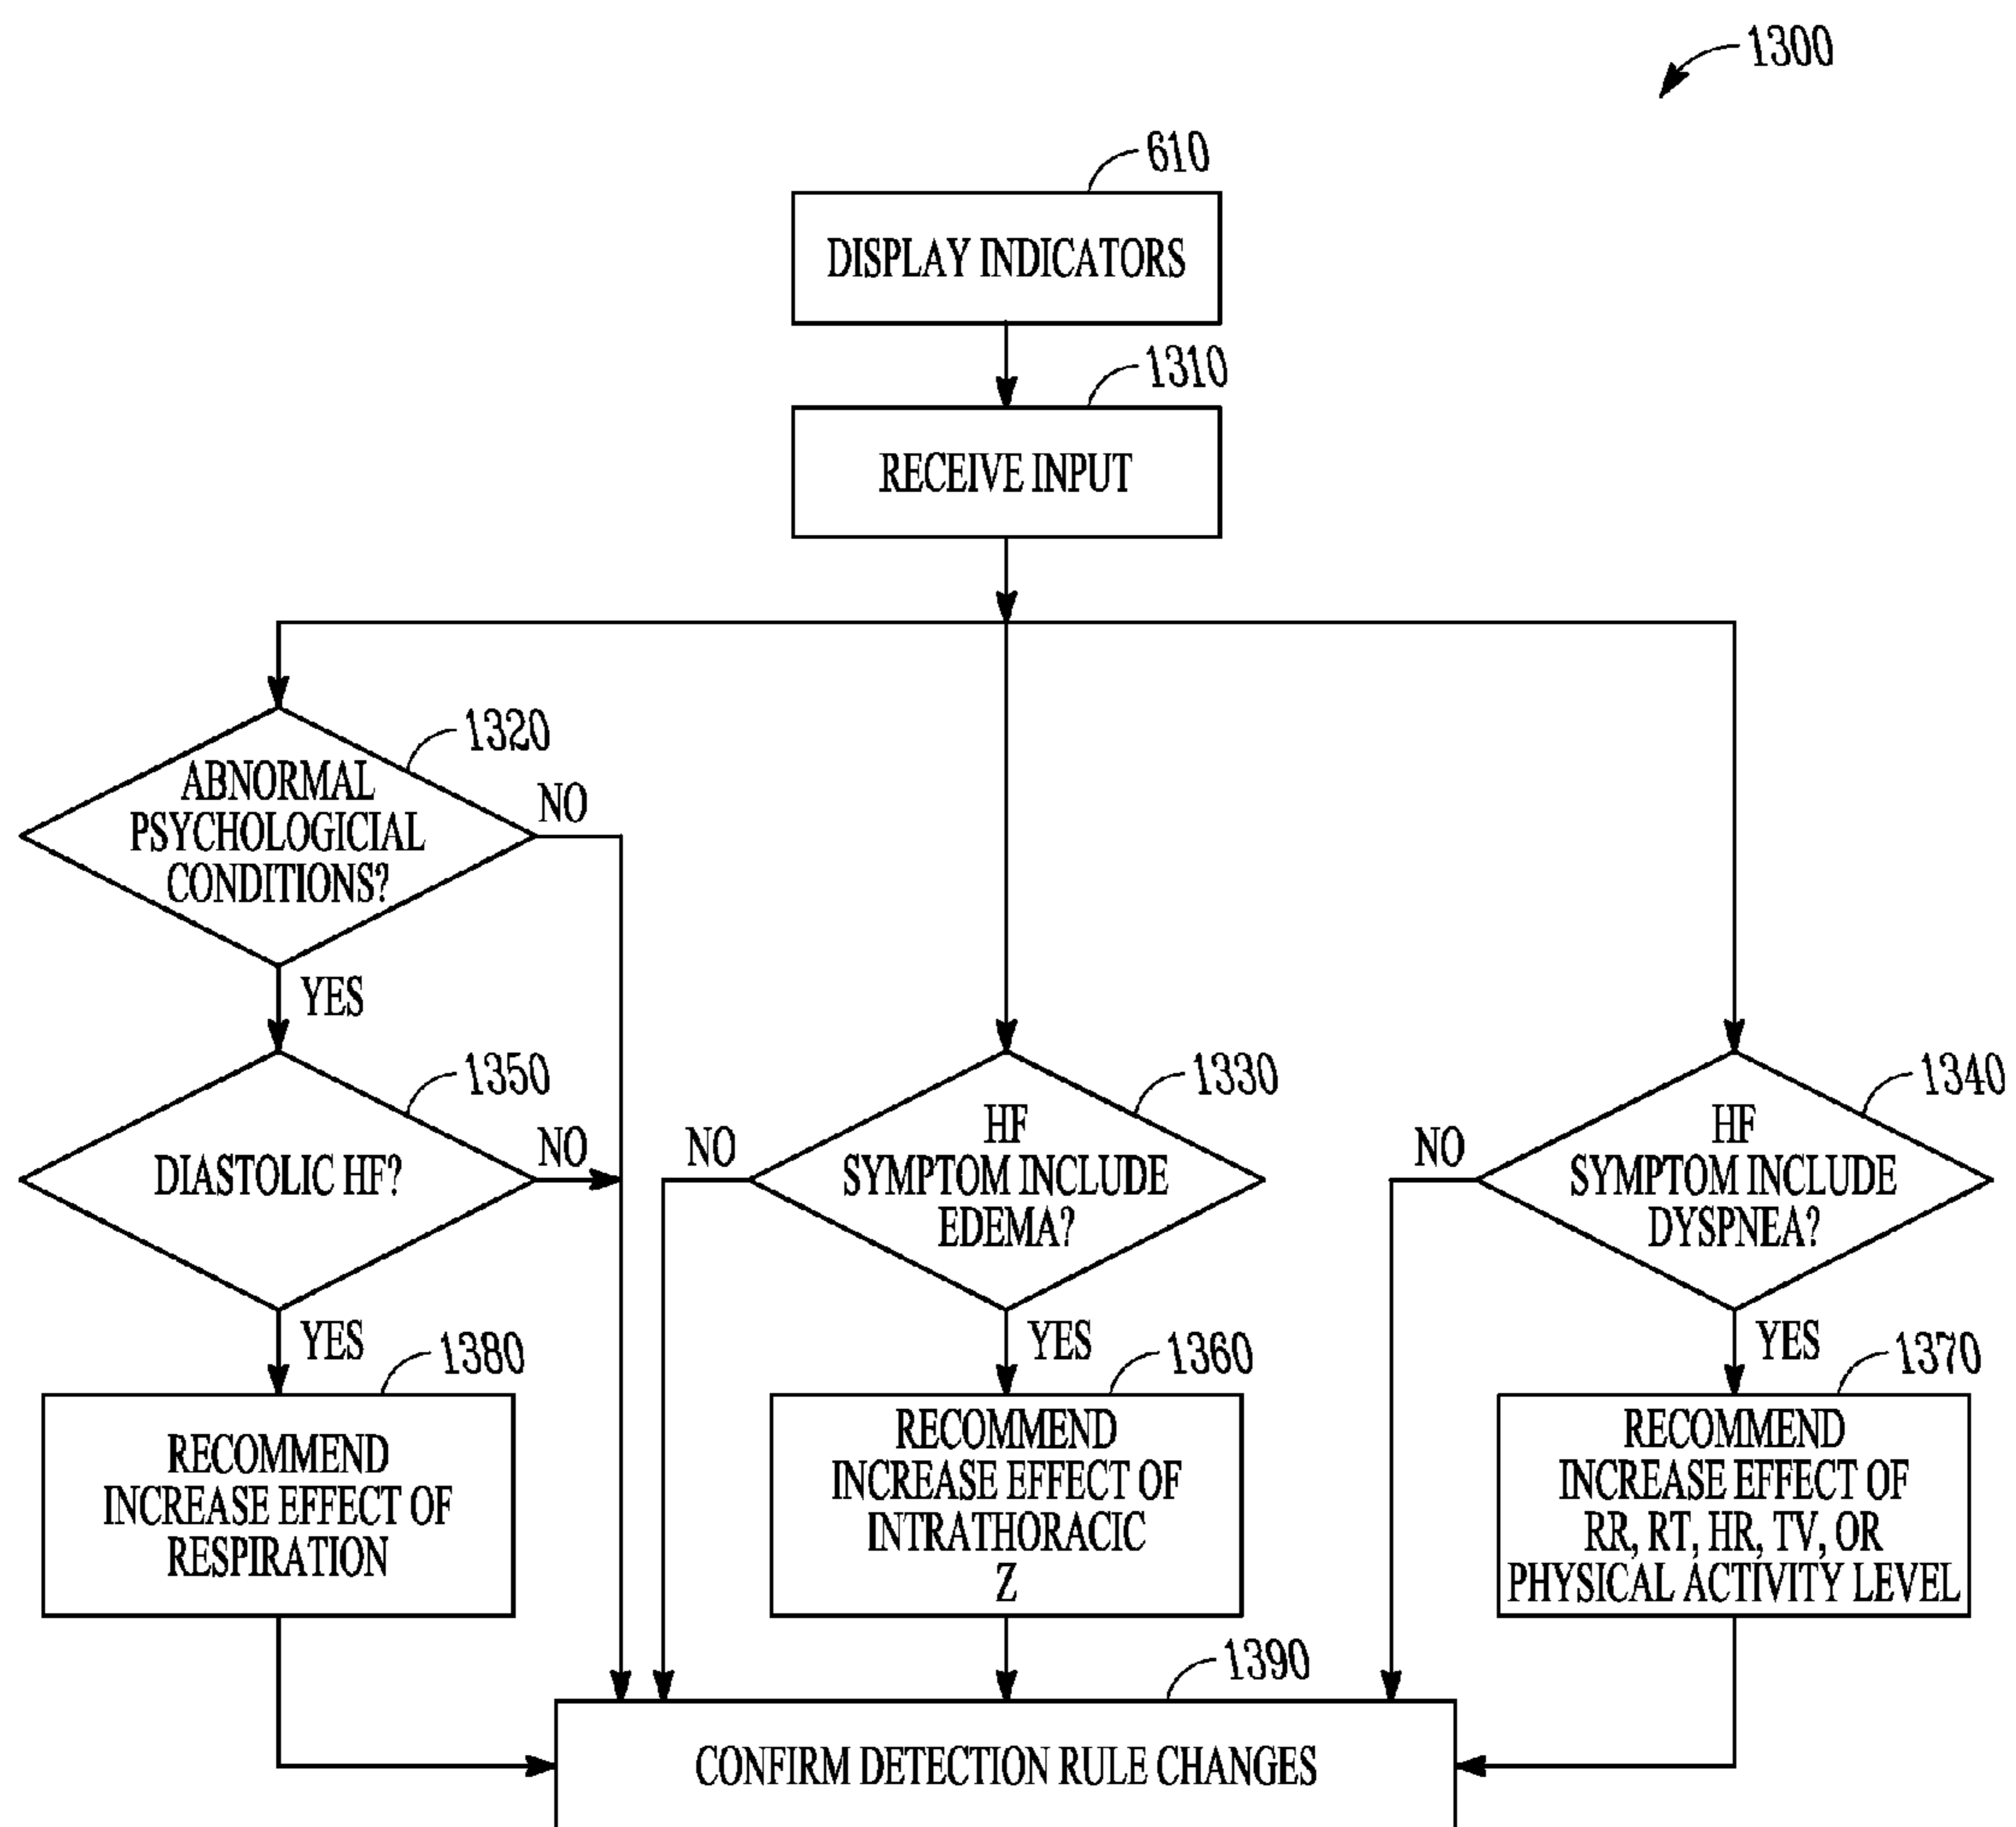 1300
610
DISPLAY INDICATORS
1310
RECEIVE INPUT
1320
ABNORMAL
PSYCHOLOGICIAL
CONDITIONS?
NO
YES
1350
DIASTOLIC HF?
NO
YES
1330
HF
SYMPTOM INCLUDE
EDEMA?
NO
YES
1340
HF
SYMPTOM INCLUDE
DYSPNEA?
NO
YES
1380
RECOMMEND
INCREASE EFFECT OF
RESPIRATION
1360
RECOMMEND
INCREASE EFFECT OF
INTRATHORACIC
Z
1370
RECOMMEND
INCREASE EFFECT OF
RR, RT, HR, TV, OR
PHYSICAL ACTIVITY LEVEL
1390
CONFIRM DETECTION RULE CHANGES